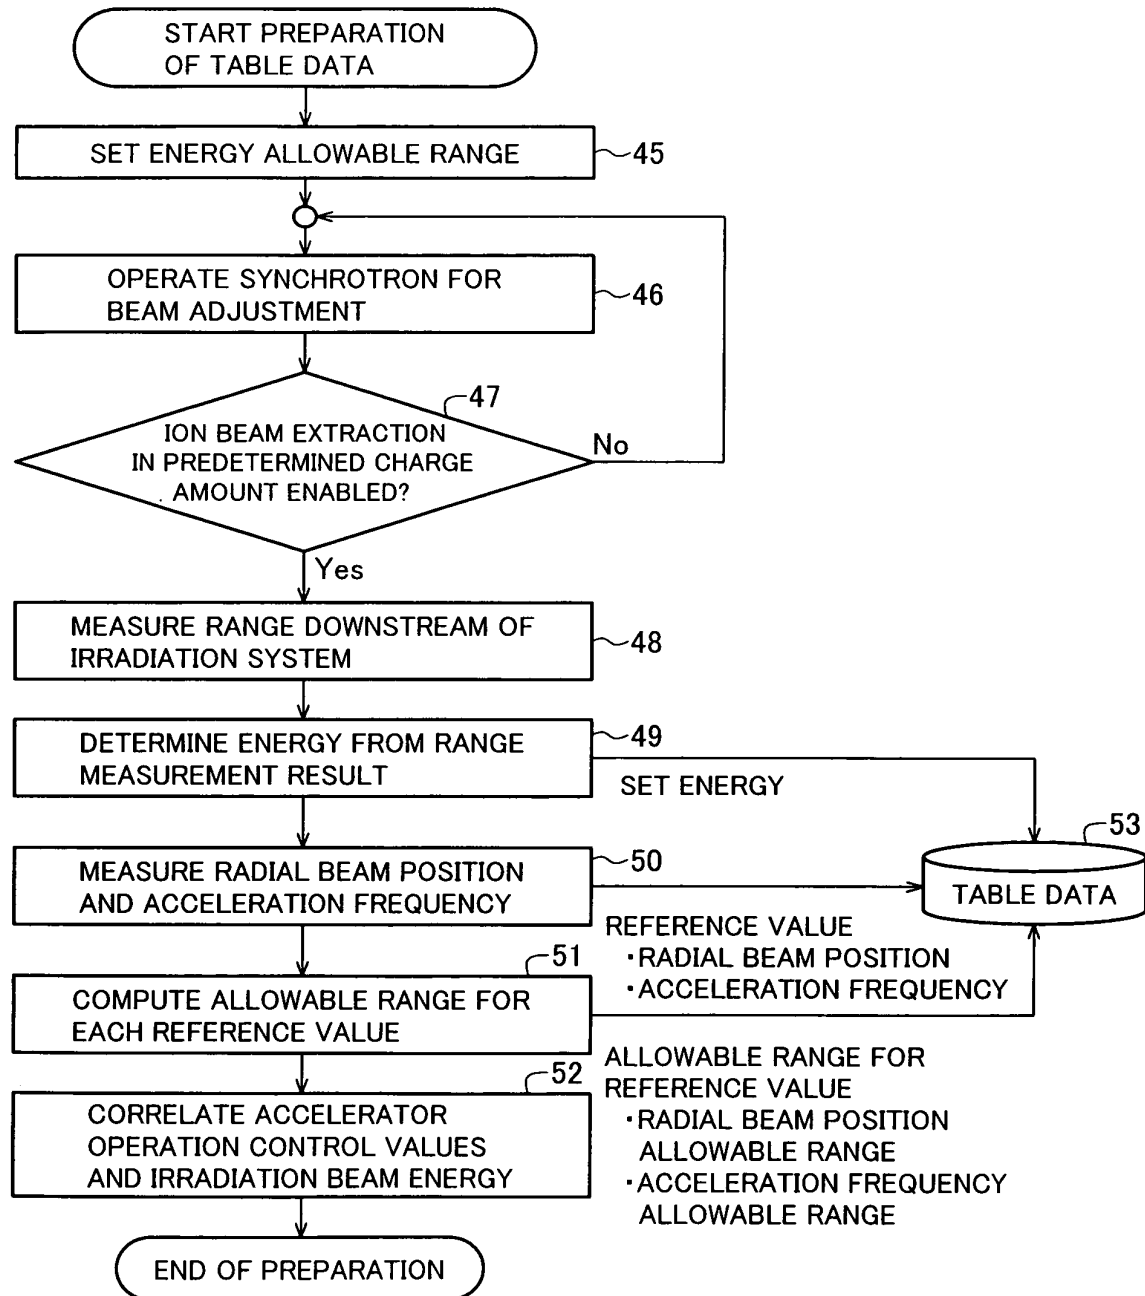 START PREPARATION
OF TABLE DATA
SET ENERGY ALLOWABLE RANGE
45
OPERATE SYNCHROTRON FOR
BEAM ADJUSTMENT
46
47
ION BEAM EXTRACTION
IN PREDETERMINED CHARGE
AMOUNT ENABLED?
No
Yes
MEASURE RANGE DOWNSTREAM OF
IRRADIATION SYSTEM
48
DETERMINE ENERGY FROM RANGE
MEASUREMENT RESULT
49
SET ENERGY
53
TABLE DATA
MEASURE RADIAL BEAM POSITION
AND ACCELERATION FREQUENCY
50
REFERENCE VALUE
・RADIAL BEAM POSITION
・ACCELERATION FREQUENCY
51
COMPUTE ALLOWABLE RANGE FOR
EACH REFERENCE VALUE
ALLOWABLE RANGE FOR
REFERENCE VALUE
・RADIAL BEAM POSITION
ALLOWABLE RANGE
・ACCELERATION FREQUENCY
ALLOWABLE RANGE
52
CORRELATE ACCELERATOR
OPERATION CONTROL VALUES
AND IRRADIATION BEAM ENERGY
END OF PREPARATION